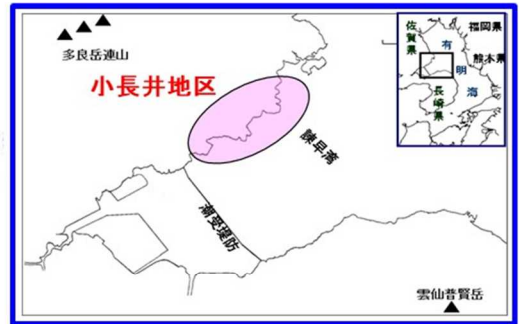 多良岳連山
小長井地区
諫早湾
潮受堤防
雲仙普賢岳
佐賀県
福岡県
有明海
熊本県
長崎県